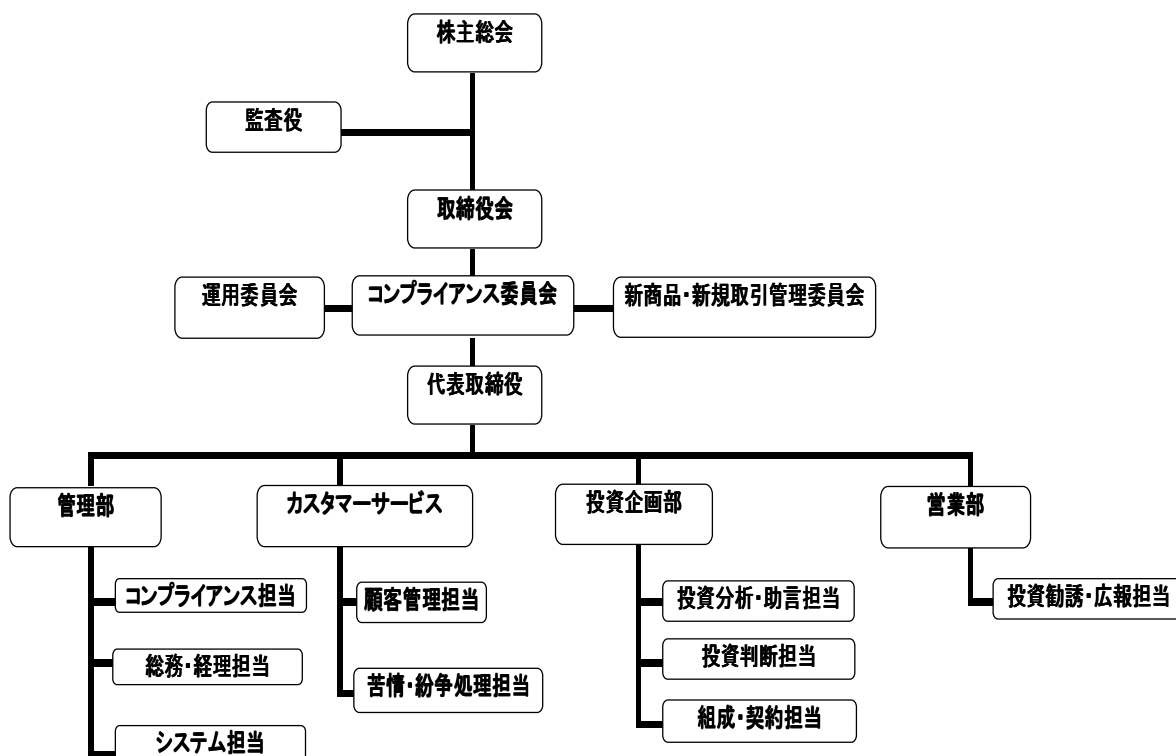 株主総会
監査役
取締役会
運用委員会
コンプライアンス委員会
新商品・新規取引管理委員会
代表取締役
管理部
カスタマーサービス
投資企画部
営業部
コンプライアンス担当
顧客管理担当
投資分析・助言担当
投資勧誘・広報担当
総務・経理担当
投資判断担当
苦情・紛争処理担当
組成・契約担当
システム担当